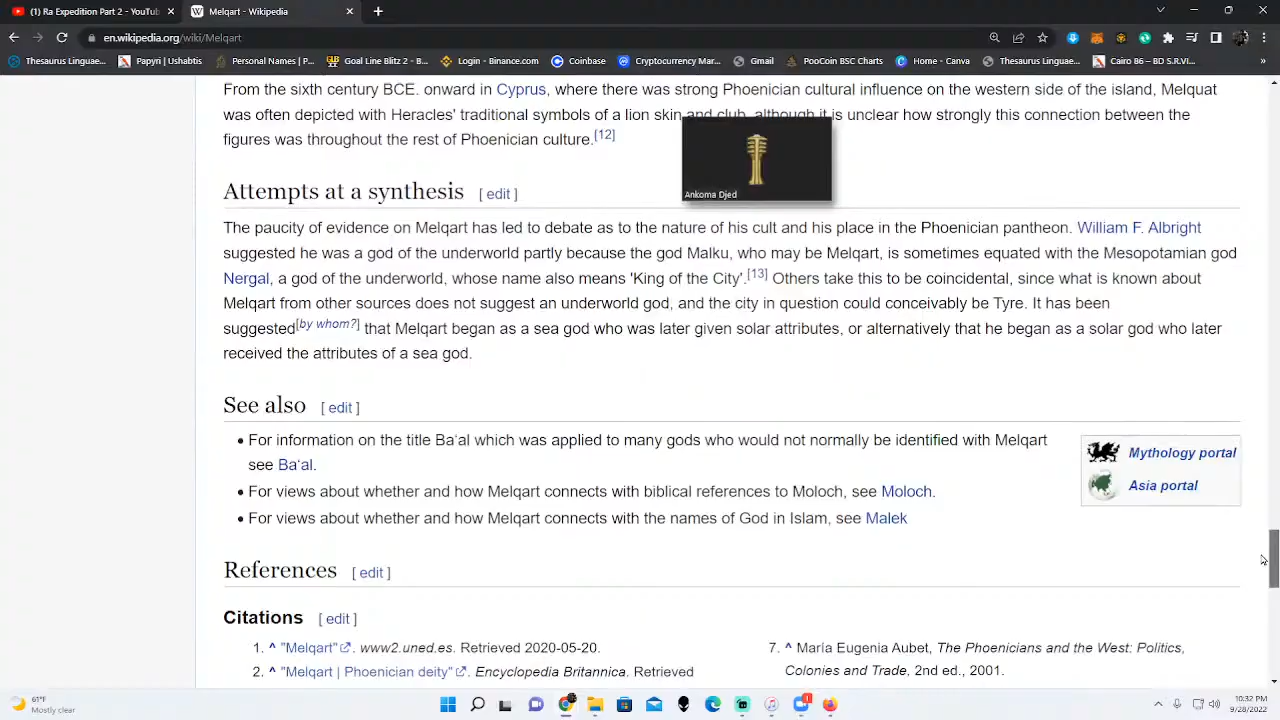 (1) Ra Expedition Part 2 - YouTub
Melqart - Wikipedia
en.wikipedia.org/wiki/Melqart
Thesaurus Linguae...
Ppsyn | Ushabtis
Personal Names | P...
Goal Line Blitz 2 - B...
Login - Binance.com
Coinbase
Cryptocurrency Mar...
Gmail
PooCoin BSC Charts
Home
Thesaurus Linguae...
»
From the sixth century BCE. onward in Cyprus, where there was strong Phoenician cultural influence on the western side of the island, Melquat
was often depicted with Heracles' traditional symbols of a lion skin and club, although it is unclear how strongly this connection between the
figures was throughout the rest of Phoenician culture.[12]
Ankoma Djed
Attempts at a synthesis [ edit ]
The paucity of evidence on Melqart has led to debate as to the nature of his cult and his place in the Phoenician pantheon. William F. Albright
suggested he was a god of the underworld partly because the god Malku, who may be Melqart, is sometimes equated with the Mesopotamian god
Nergal, a god of the underworld, whose name also means 'King of the City'.[13] Others take this to be coincidental, since what is known about
Melqart from other sources does not suggest an underworld god, and the city in question could conceivably be Tyre. It has been
suggested[by whom?] that Melqart began as a sea god who was later given solar attributes, or alternatively that he began as a solar god who later
received the attributes of a sea god.
See also [ edit ]
• For information on the title Ba‘al which was applied to many gods who would not normally be identified with Melqart
see Ba‘al.
• For views about whether and how Melqart connects with biblical references to Moloch, see Moloch.
• For views about whether and how Melqart connects with the names of God in Islam, see Malek
Mythology portal
Asia portal
References [ edit ]
Citations [ edit ]
1. ^ "Melqart". www2.uned.es. Retrieved 2020-05-20.
2. ^ "Melqart | Phoenician deity". Encyclopedia Britannica. Retrieved
7. ^ María Eugenia Aubet, The Phoenicians and the West: Politics,
Colonies and Trade, 2nd ed., 2001.
61°F
Mostly clear
10:32 PM
9/28/2022